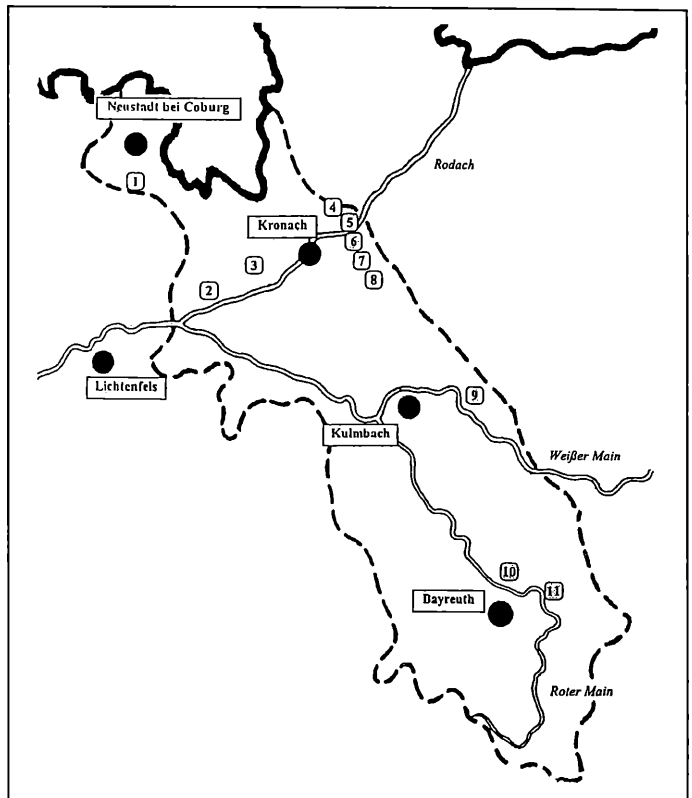 Neustadt bei Coburg
1
Rodach
4
Kronach
5
6
7
3
8
2
Lichtenfels
9
Kulmbach
Weißer Main
10
11
Bayreuth
Roter Main